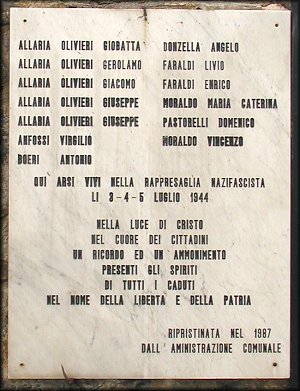 ALLARIA OLIVIERI GIOBATTA DONZELLA ANGELO
ALLARIA OLIVIERI GEROLAMO FARALDI LIVIO
ALLARIA OLIVIERI GIACOMO FARALDI ENRICO
ALLARIA OLIVIERI GIUSEPPE MORALDO MARIA CATERINA
ALLARIA OLIVIERI GIUSEPPE PASTORELLI DOMENICO
ANFOSSI VIRGILIO MORALDO VINCENZO
BOERI ANTONIO
QUI ARSI VIVI NELLA RAPPRESAGLIA NAZIFASCISTA
LI 3-4-5 LUGLIO 1944
NELLA LUCE DI CRISTO
NEL CUORE DEI CITTADINI
UN RICORDO ED UN AMMONIMENTO
PRESENTI GLI SPIRITI
DI TUTTI I CADUTI
NEL NOME DELLA LIBERTÀ E DELLA PATRIA
RIPRISTINATA NEL 1987
DALL'AMINISTRAZIONE COMUNALE